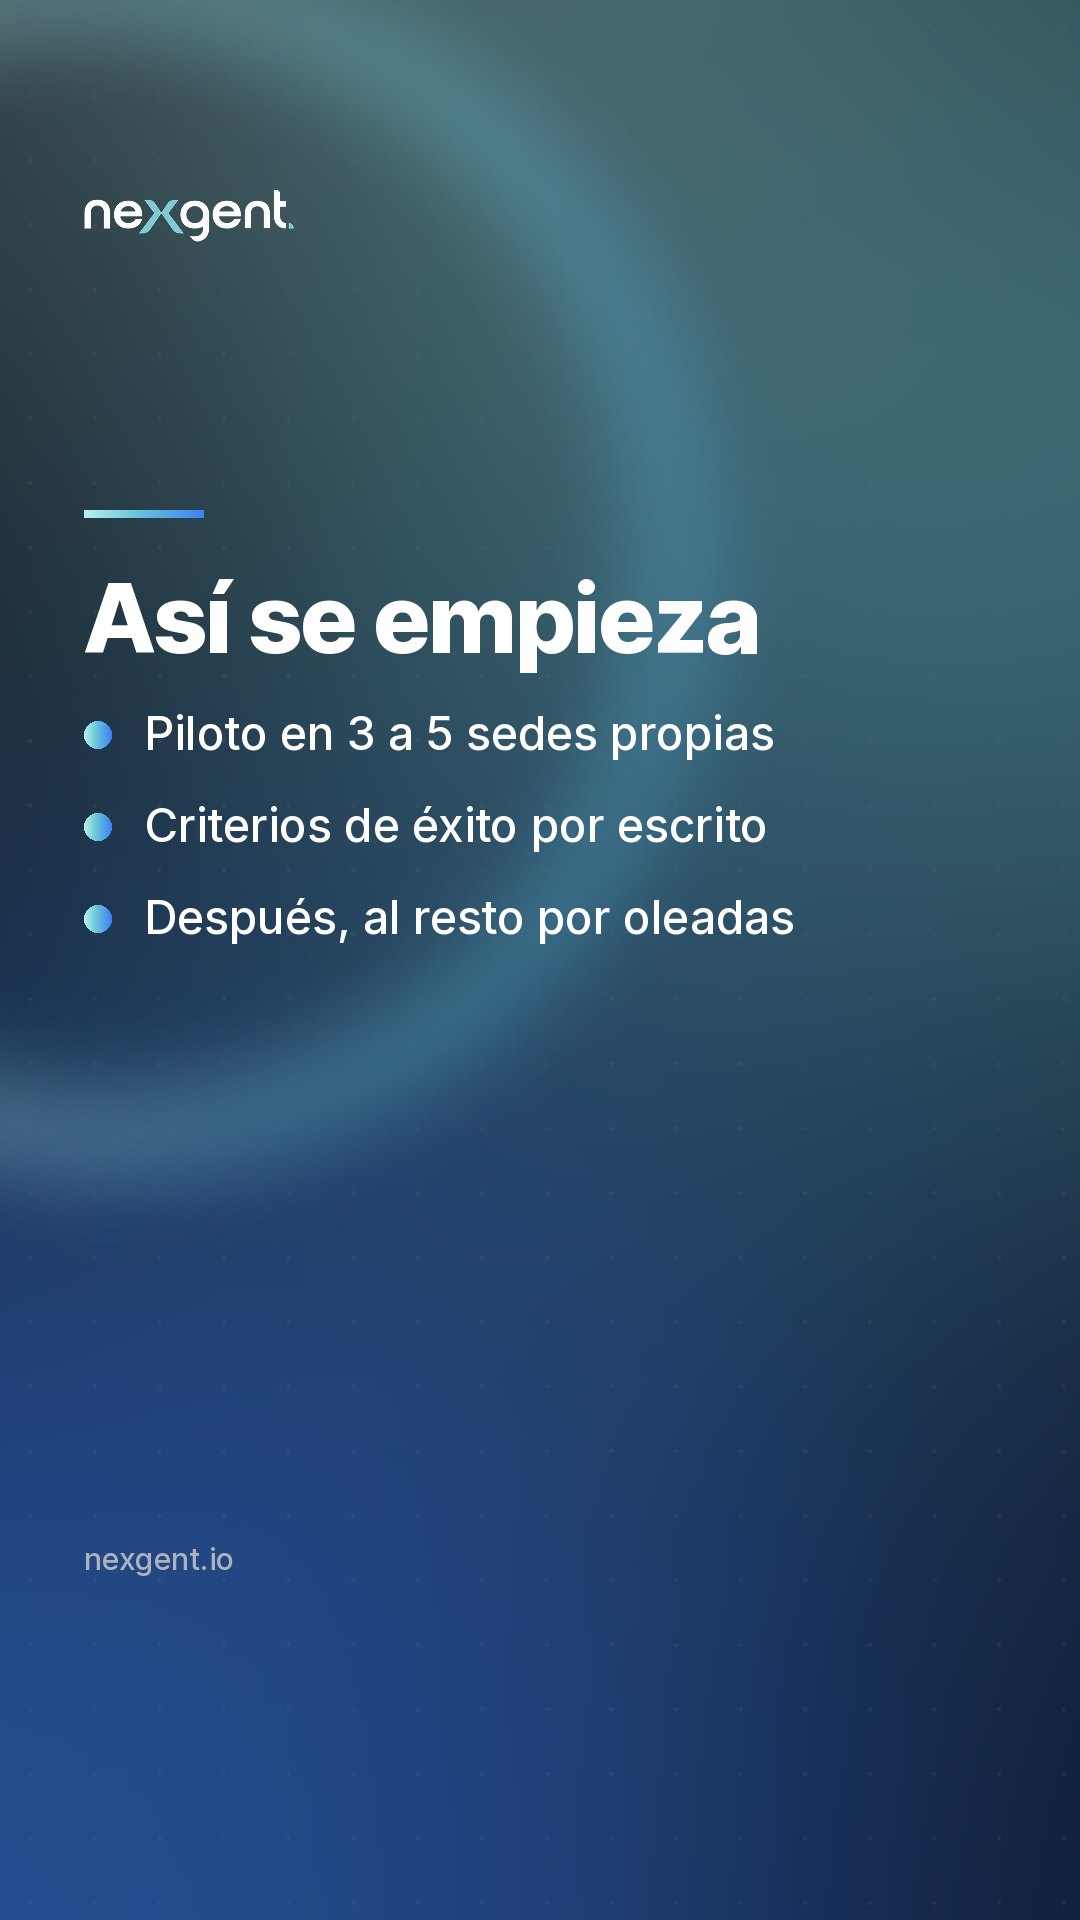 nexgent.
Así se empieza
Piloto en 3 a 5 sedes propias
Criterios de éxito por escrito
Después, al resto por oleadas
nexgent.io